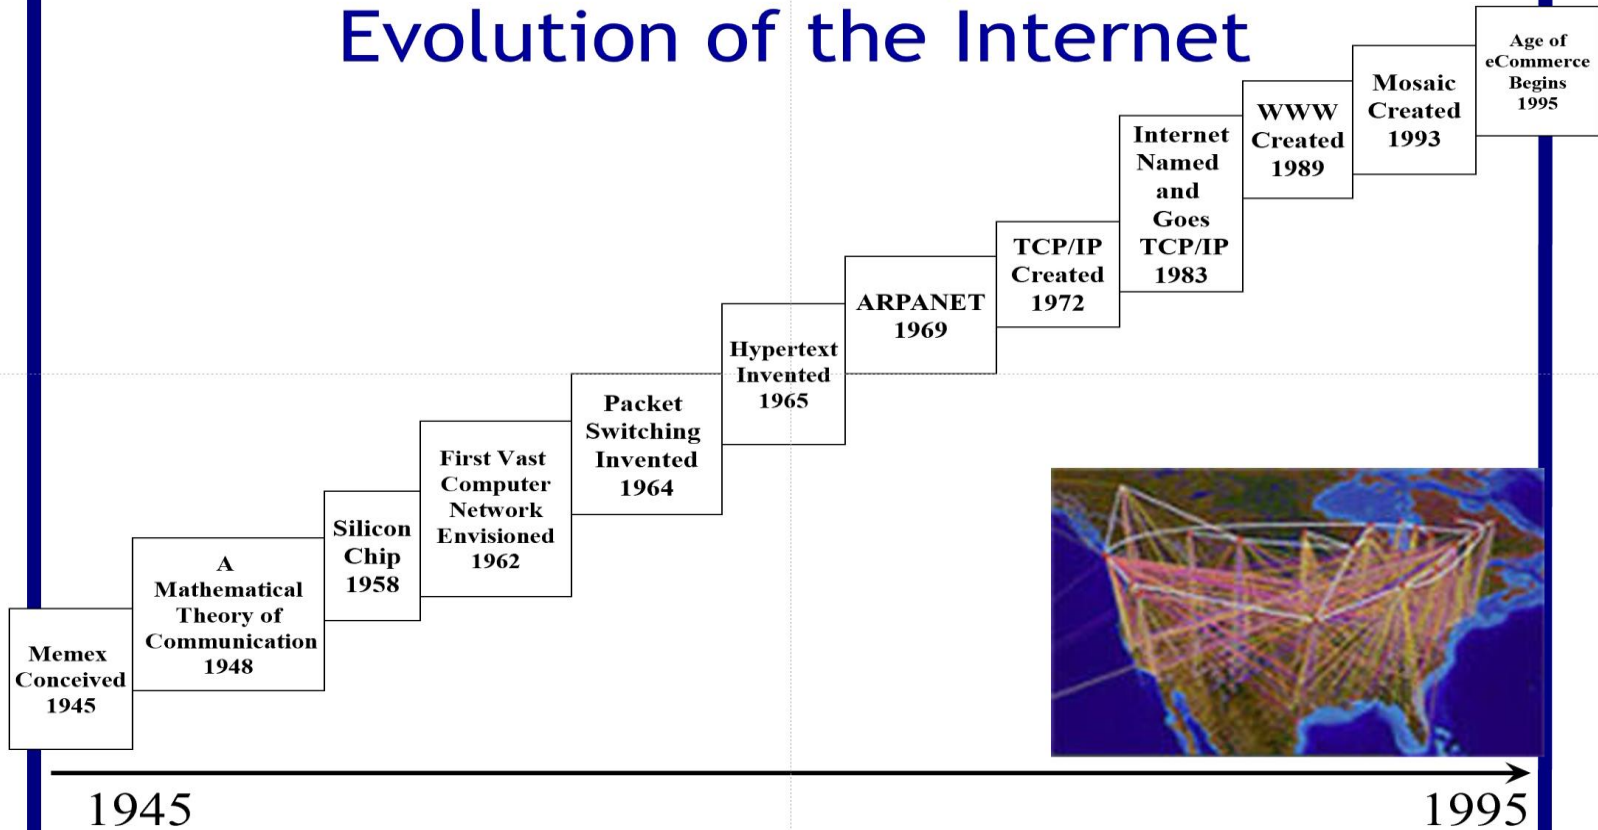 Evolution of the Internet
Memex
Conceived
1945
A
Mathematical
Theory of
Communication
1948
Silicon
Chip
1958
First Vast
Computer
Network
Envisioned
1962
Packet
Switching
Invented
1964
Hypertext
Invented
1965
ARPANET
1969
TCP/IP
Created
1972
Internet
Named
and
Goes
TCP/IP
1983
WWW
Created
1989
Mosaic
Created
1993
Age of
eCommerce
Begins
1995
1945
1995